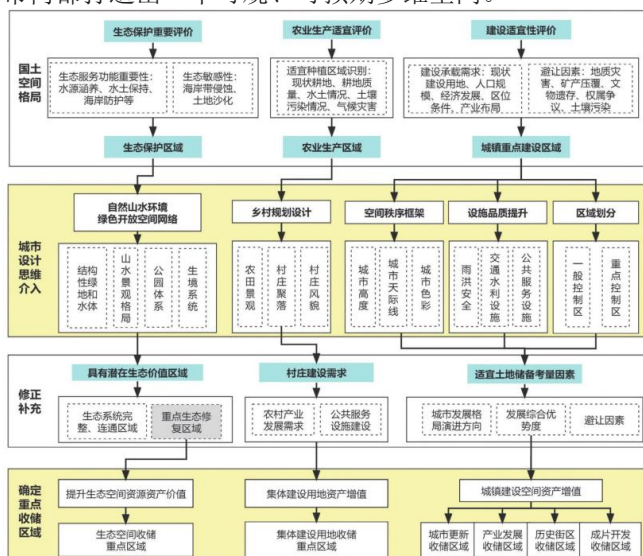 生态保护重要评价
农业生产适宜评价
建设适宜性评价
国土
空间
格局
生态服务功能重要性:
水源涵养、水土保持、
海岸防护等
生态敏感性:
海岸带侵蚀、
土地沙化
适宜种植区域识别:
现状耕地、耕地质
量、水土情况、土壤
污染情况、气候灾害
建设承载需求:现状
建设用地、人口规
模、经济发展、区位
条件、产业布局
避让因素:地质灾
害、矿产压覆、文
物遗存、权属争
议、土壤污染
生态保护区域
农业生产区域
城镇重点建设区域
城市
设计
思维
介入
自然山水环境
绿色开放空间网络
乡村规划设计
空间秩序框架
设施品质提升
区域划分
结构性绿地和水体
山水景观格局
公园体系
生境系统
农田景观
村庄聚落
村庄风貌
城市高度
城市天际线
城市色彩
雨洪安全
交通水利设施
公共服务设施
一般控制区
重点控制区
修正
补充
具有潜在生态价值区域
村庄建设需求
适宜土地储备考量因素
生态系统完
整、连通区域
重点生态修
复区域
农村产业
发展需求
公共服务
设施建设
城市发展格
局演进方向
发展综合优
势度
避让因素
确定
重点
收储
区域
提升生态空间资源资产价值
集体建设用地资产增值
城镇建设空间资产增值
生态空间收储
重点区域
集体建设用地收储
重点区域
城市更新
收储区域
产业发展
收储区域
历史街区
收储区域
成片开发
收储区域